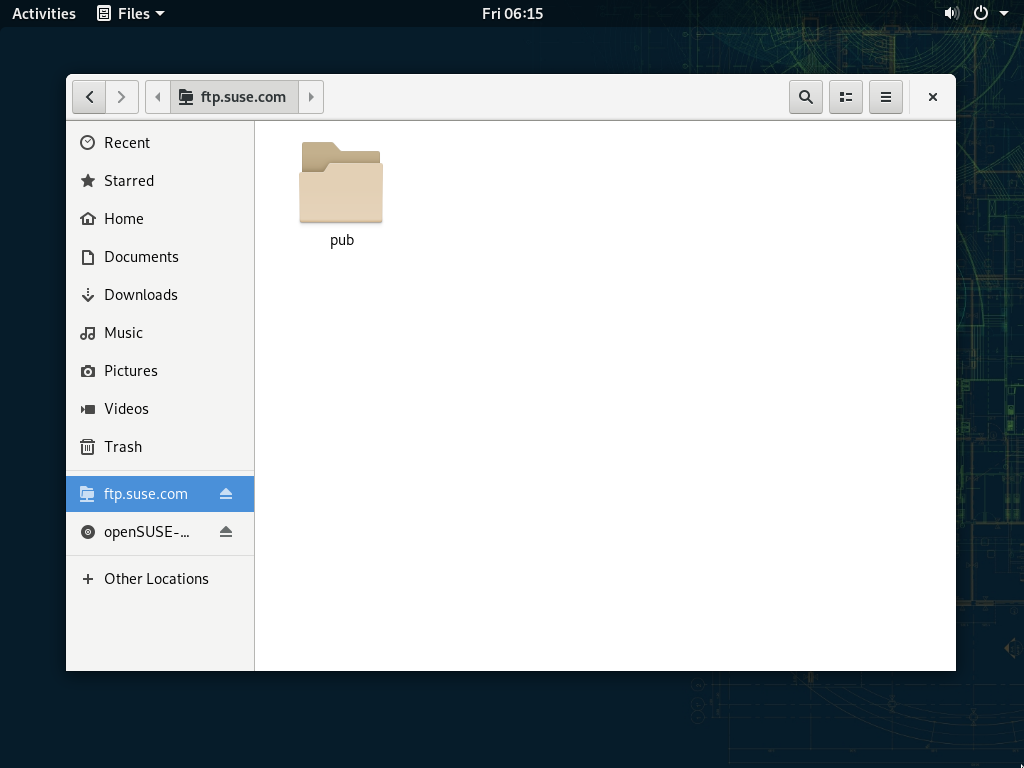 Activities Files Fri 06:15
ftp.suse.com
Recent
Starred
Home
Documents
Downloads
Music
Pictures
Videos
Trash
ftp.suse.com
openSUSE-...
Other Locations
pub